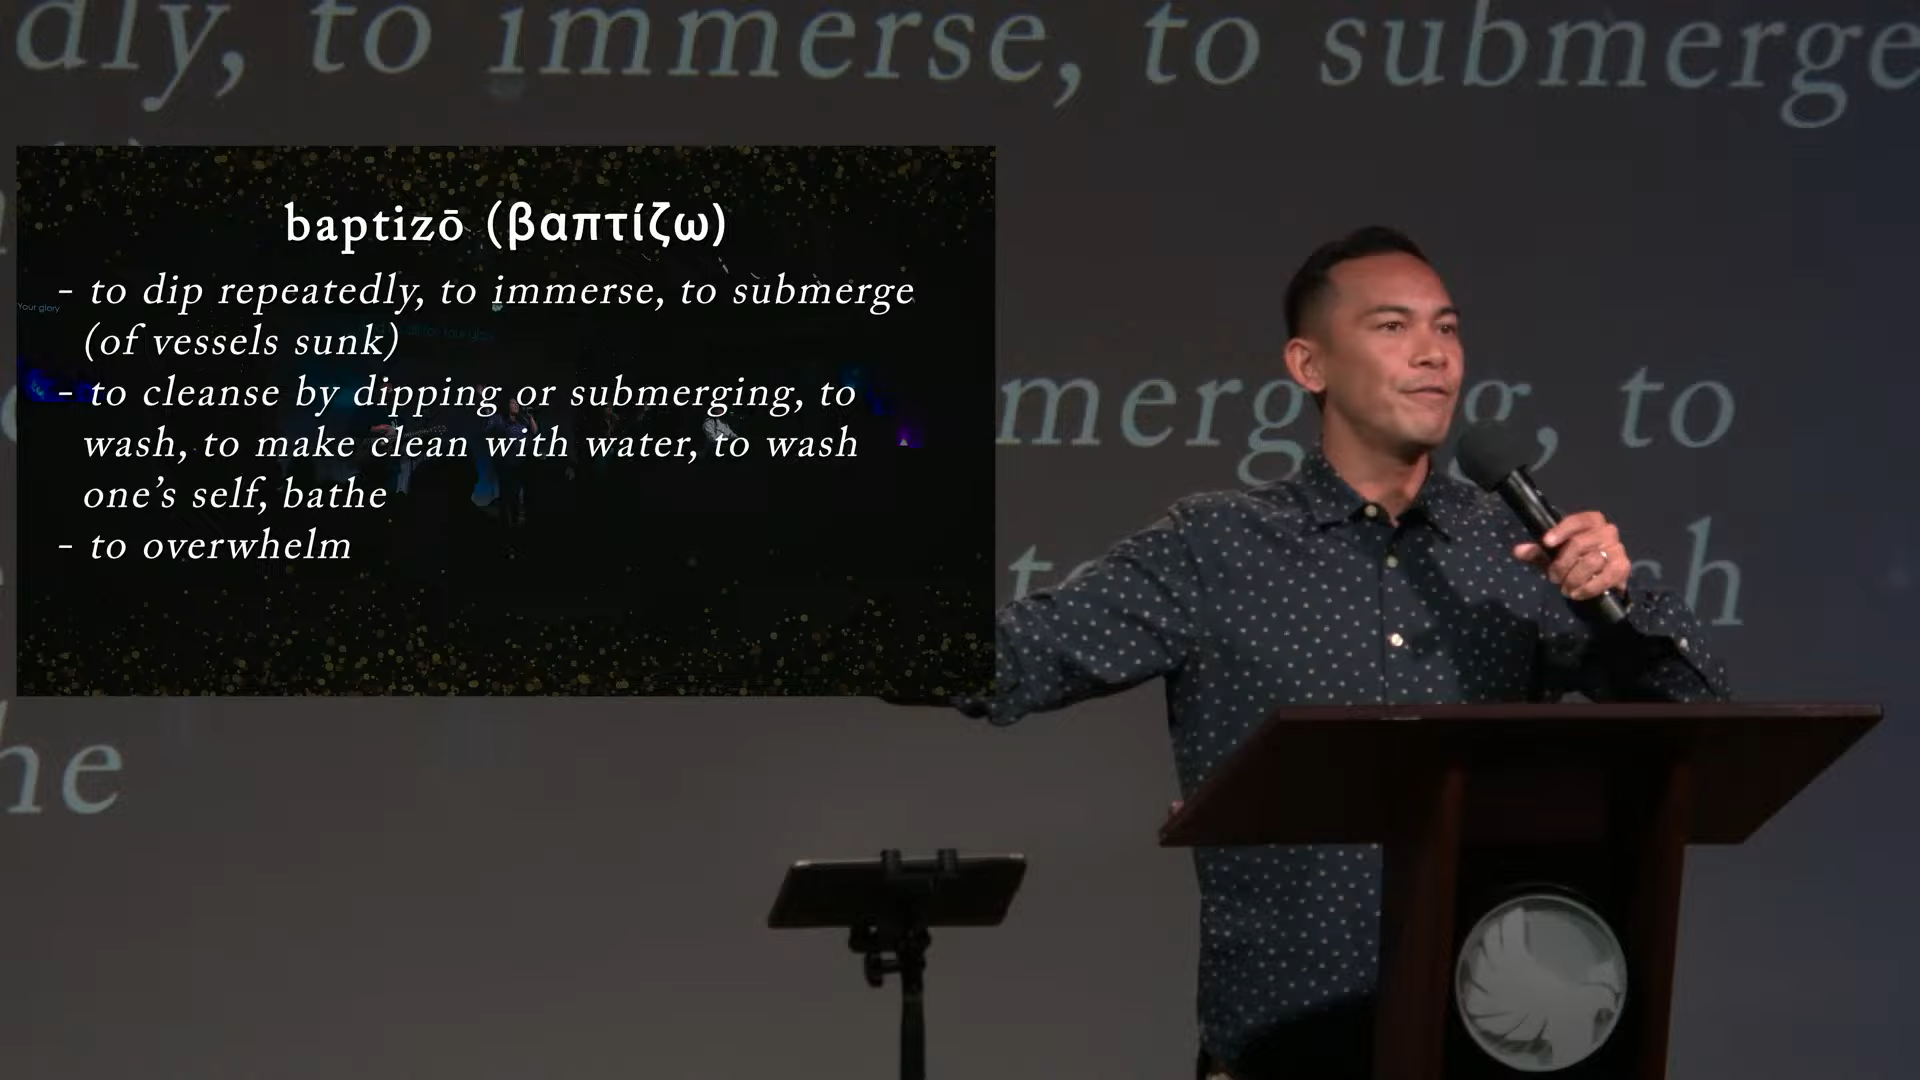 dly, to immerse, to submerge
baptizō (βαπτίζω)
- to dip repeatedly, to immerse, to submerge
(of vessels sunk)
- to cleanse by dipping or submerging, to
wash, to make clean with water, to wash
one's self, bathe
- to overwhelm
Your glory
to
he